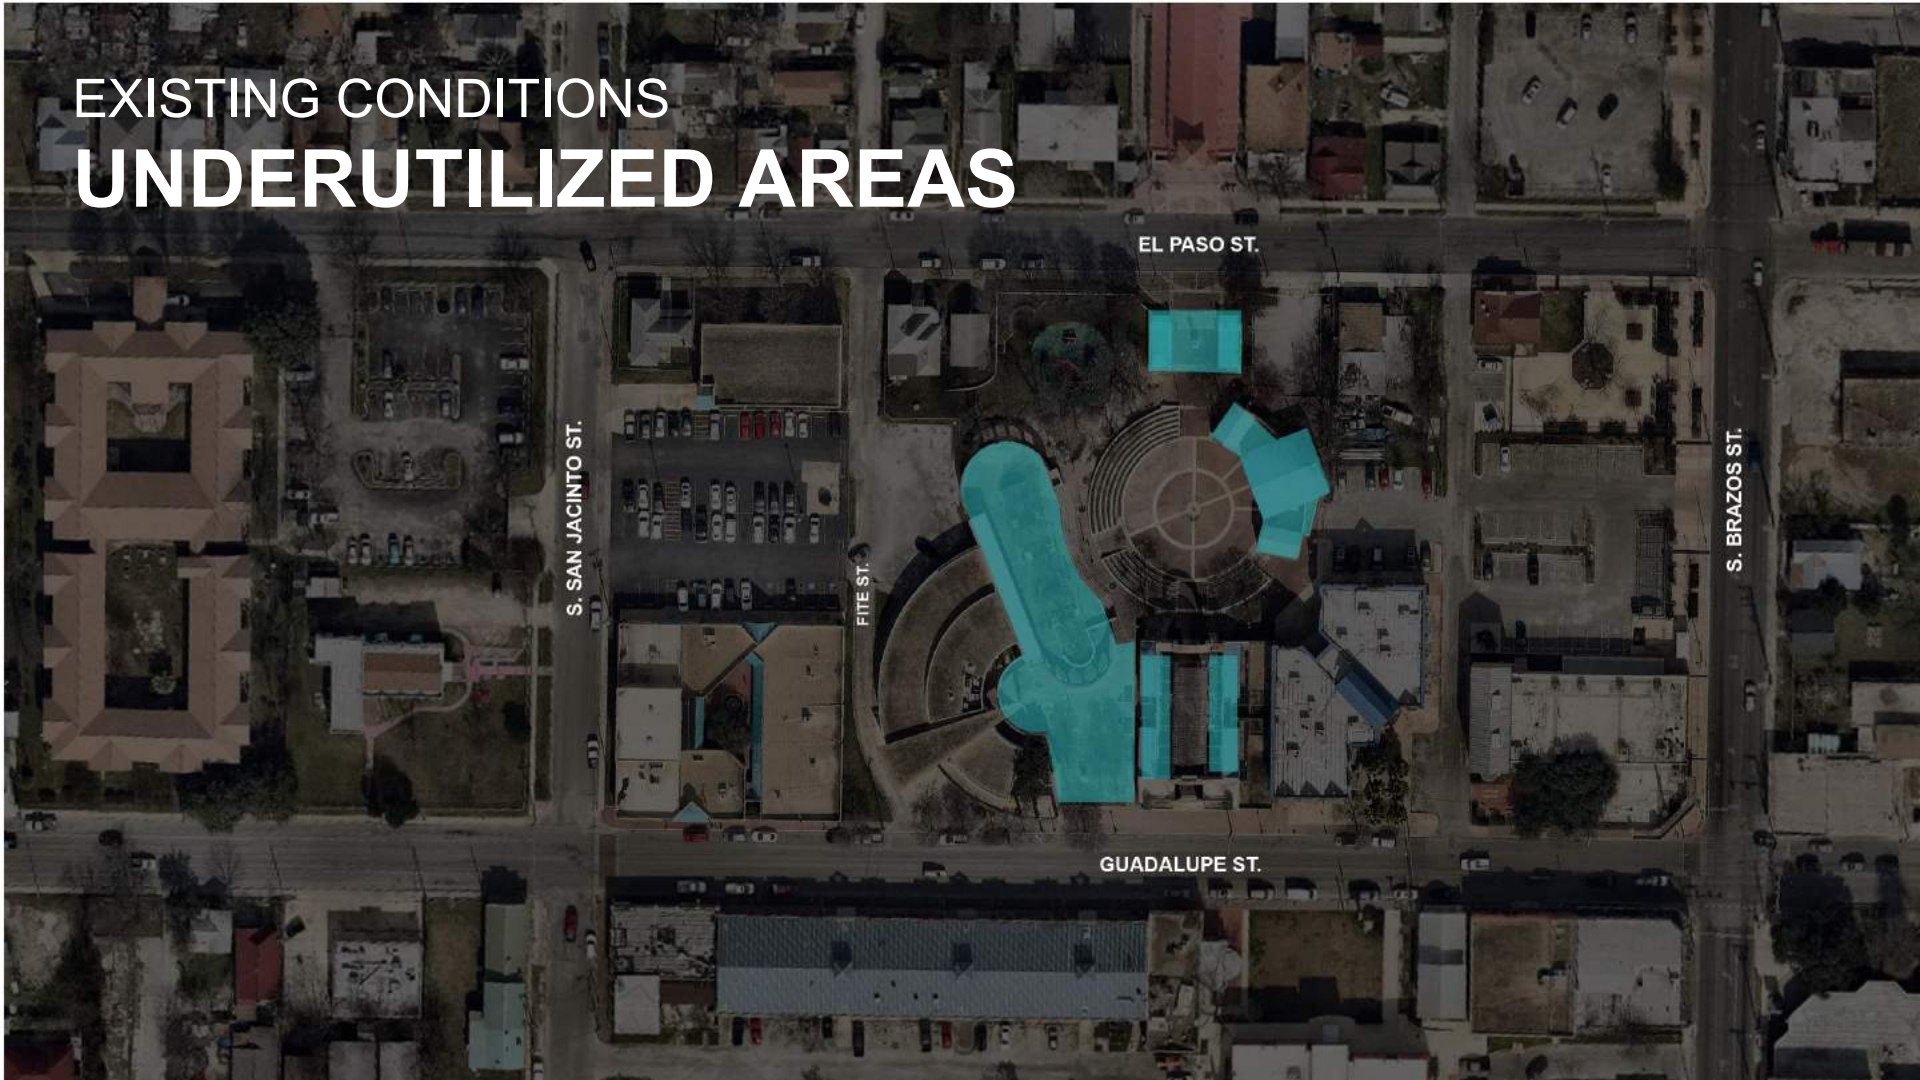 EXISTING CONDITIONS
UNDERUTILIZED AREAS
EL PASO ST.
S. SAN JACINTO ST.
S. BRAZOS ST.
FITE ST.
GUADALUPE ST.